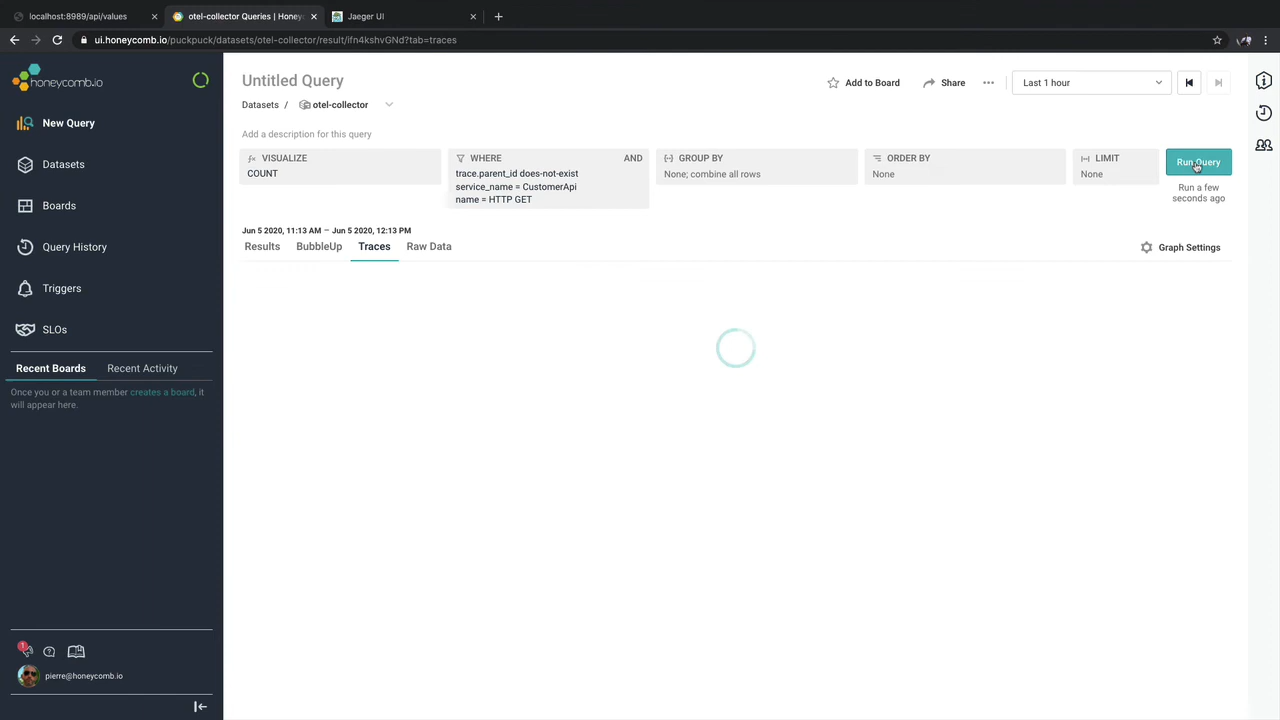 localhost:8989/api/values
otel-collector Queries | Honey
Jaeger UI
ui.honeycomb.io/puckpuck/datasets/otel-collector/result/ifn4kshvGNd?tab=traces
honeycomb.io
New Query
Datasets
Boards
Query History
Triggers
SLOs
Recent Boards
Recent Activity
Once you or a team member creates a board, it
will appear here.
1
pierre@honeycomb.io
Untitled Query
Add to Board
Share
Last 1 hour
Datasets /
otel-collector
Add a description for this query
VISUALIZE
COUNT
WHERE
AND
trace.parent_id does-not-exist
service_name = CustomerApi
name = HTTP GET
GROUP BY
None; combine all rows
ORDER BY
None
LIMIT
None
Run Query
Run a few
seconds ago
Jun 5 2020, 11:13 AM – Jun 5 2020, 12:13 PM
Results
BubbleUp
Traces
Raw Data
Graph Settings